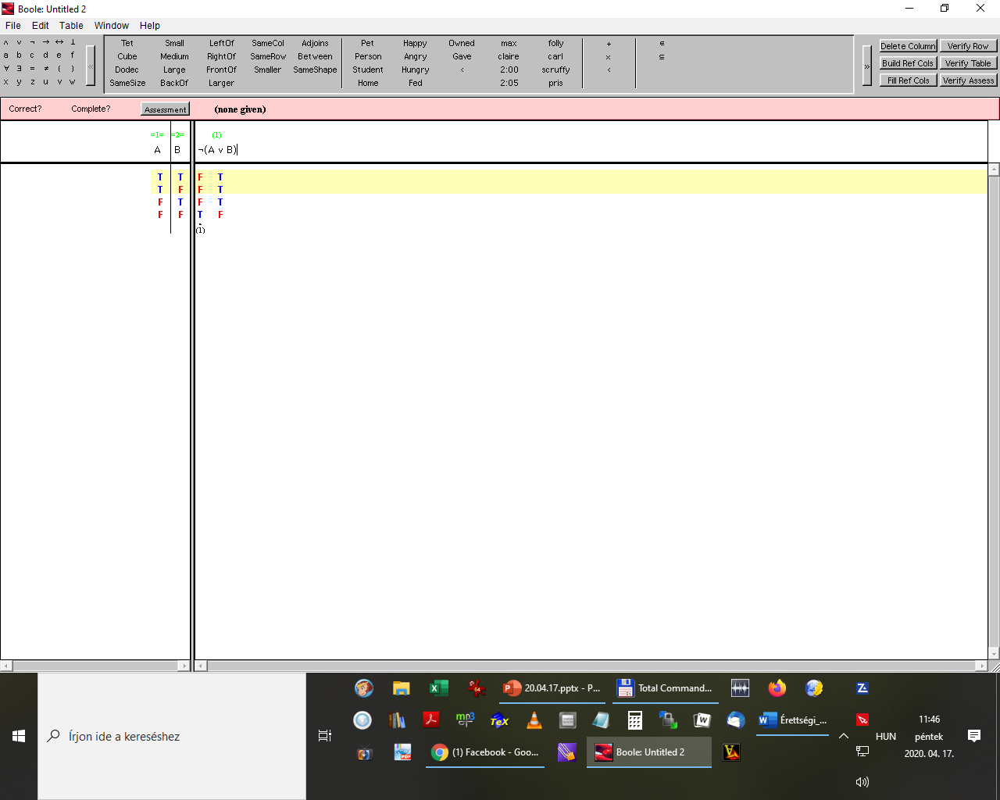 Boole: Untitled 2
File Edit Table Window Help
∧ ∨ ¬ → ↔ ⊥
a b c d e f
∀ ∃ = ≠ ( )
x y z u v w
«
Tet Small LeftOf SameCol Adjoins
Cube Medium RightOf SameRow Between
Dodec Large FrontOf Smaller SameShape
SameSize BackOf Larger
Pet Happy Owned max folly
Person Angry Gave claire carl
Student Hungry < 2:00 scruffy
Home Fed 2:05 pris
+
×
<
∈
⊆
»
Delete Column Verify Row
Build Ref Cols Verify Table
Fill Ref Cols Verify Assess
Correct? Complete? Assessment (none given)
=1= =2= (1)
A B ¬(A ∨ B)
T T F T
T F F T
F T F T
F F T F
(1)
20.04.17.pptx - P... Total Command...
Érettségi_...
Írjon ide a kereséshez
(1) Facebook - Goo... Boole: Untitled 2
HUN
11:46
péntek
2020. 04. 17.